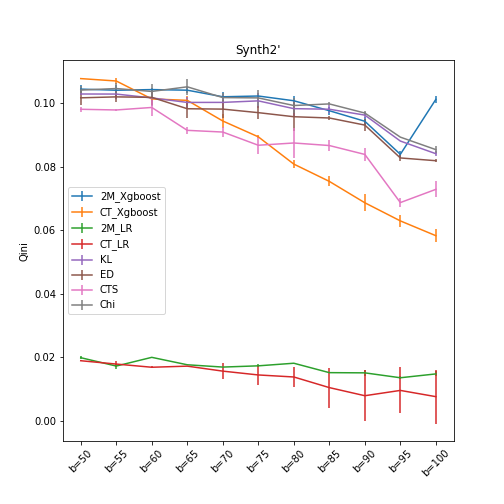 Synth2'
Qini
0.10
0.08
0.06
0.04
0.02
0.00
2M_Xgboost
CT_Xgboost
2M_LR
CT_LR
KL
ED
CTS
Chi
b=50
b=55
b=60
b=65
b=70
b=75
b=80
b=85
b=90
b=95
b=100